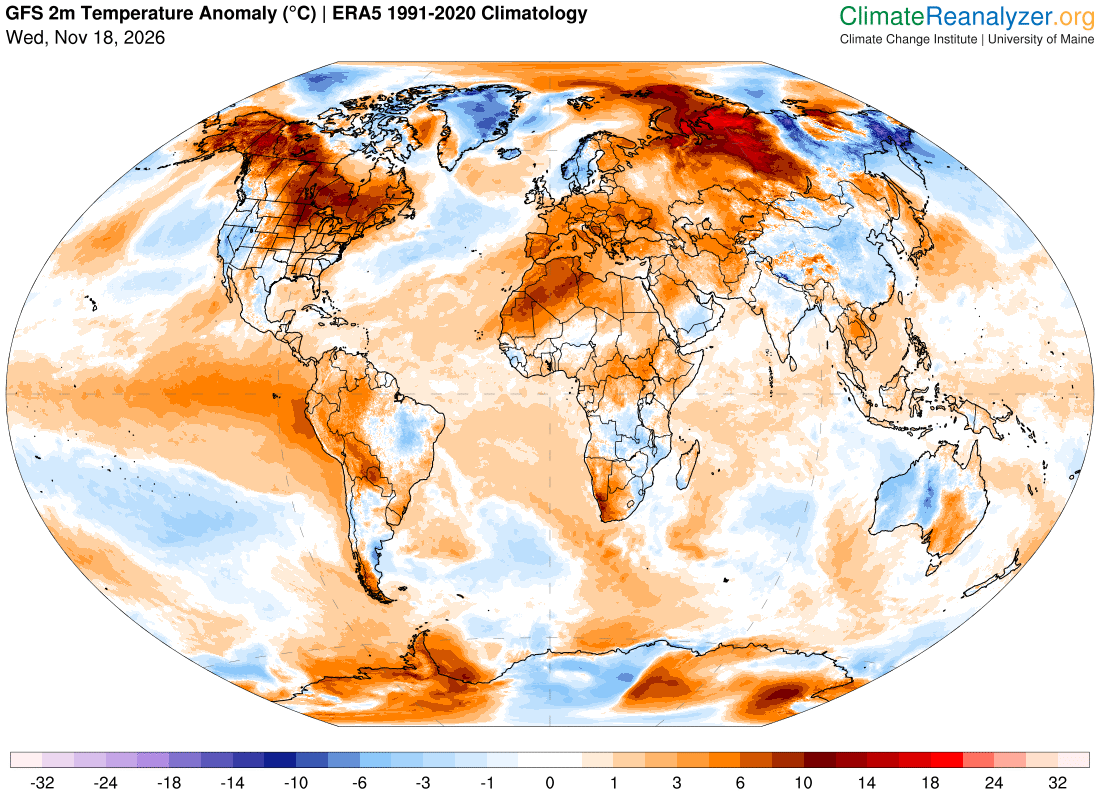 GFS 2m Temperature Anomaly (°C) | ERA5 1991-2020 Climatology
Wed, Nov 18, 2026
ClimateReanalyzer.org
Climate Change Institute | University of Maine
-32 -24 -18 -14 -10 -6 -3 -1 0 1 3 6 10 14 18 24 32